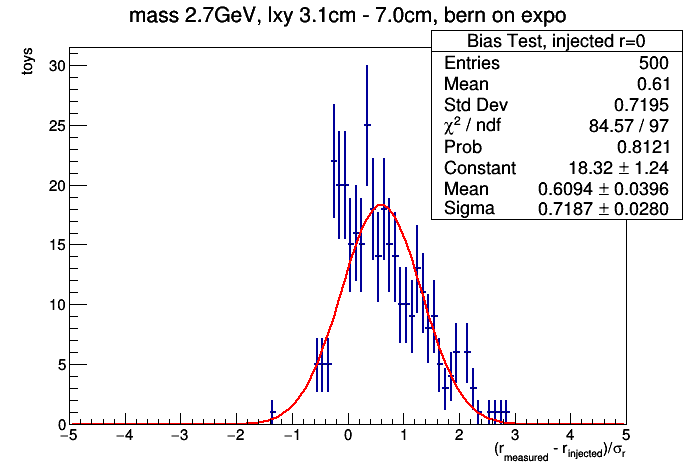 mass 2.7GeV, lxy 3.1cm - 7.0cm, bern on expo
Bias Test, injected r=0
Entries 500
Mean 0.61
Std Dev 0.7195
χ² / ndf 84.57 / 97
Prob 0.8121
Constant 18.32 ± 1.24
Mean 0.6094 ± 0.0396
Sigma 0.7187 ± 0.0280
toys
30
25
20
15
10
5
0
−5 −4 −3 −2 −1 0 1 2 3 4 5
(r_measured - r_injected)/σ_r